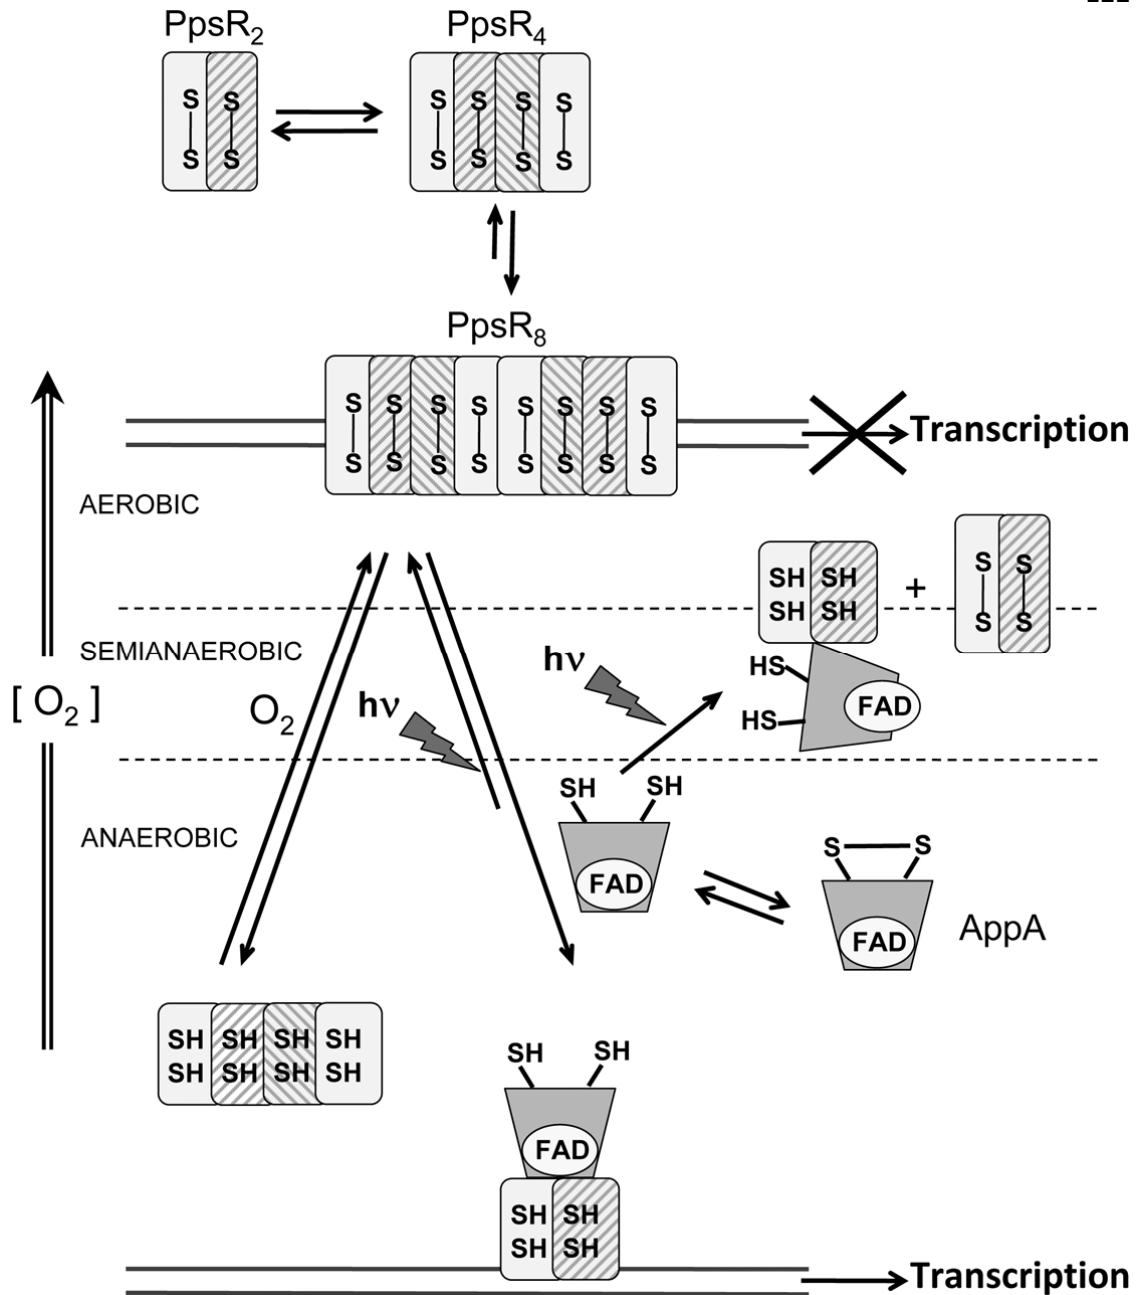 PpsR2
PpsR4
S S
S S
S S S S
S S S S
PpsR8
S S S S S S S S
S S S S S S S S
Transcription
AEROBIC
SH SH
SH SH
+
S S
S S
SEMIANAEROBIC
[ O2 ]
O2
hν
hν
HS
HS
FAD
ANAEROBIC
SH SH
FAD
S S
FAD
AppA
SH SH SH SH
SH SH SH SH
SH SH
FAD
SH SH
SH SH
Transcription